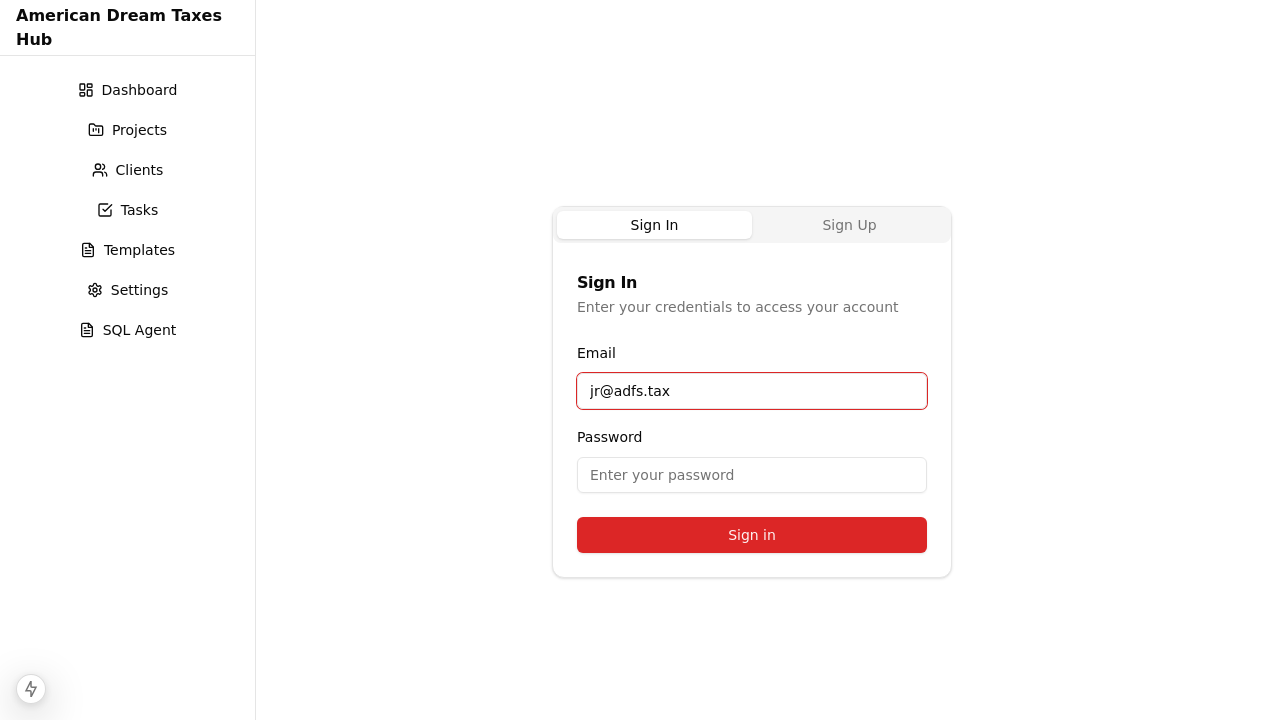 American Dream Taxes
Hub
Dashboard
Projects
Clients
Tasks
Templates
Settings
SQL Agent
Sign In
Sign Up
Sign In
Enter your credentials to access your account
Email
jr@adfs.tax
Password
Enter your password
Sign in